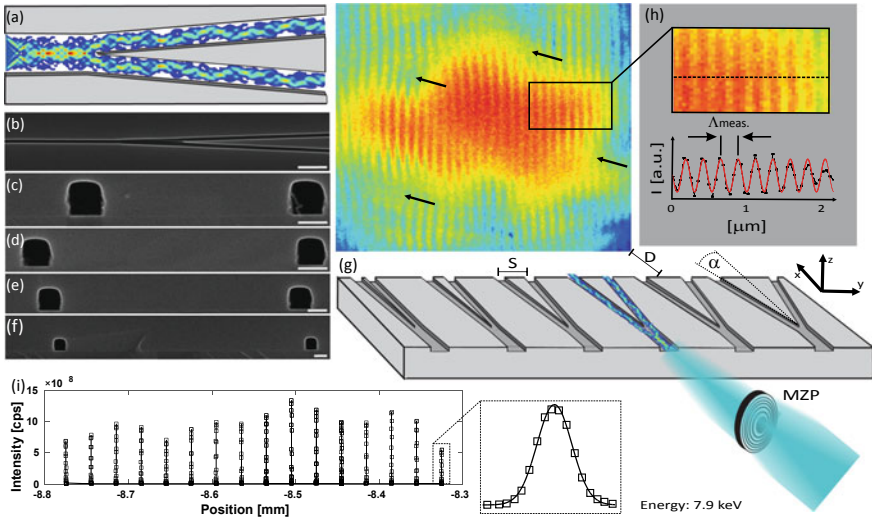 (a)
(b)
(c)
(d)
(e)
(f)
(h)
Λmeas.
I [a.u.]
0 1 2
[μm]
(g)
S
D
α
x
z
y
MZP
(i)
×10 8
15
10
5
0
Intensity [cps]
-8.8 -8.7 -8.6 -8.5 -8.4 -8.3
Position [mm]
Energy: 7.9 keV